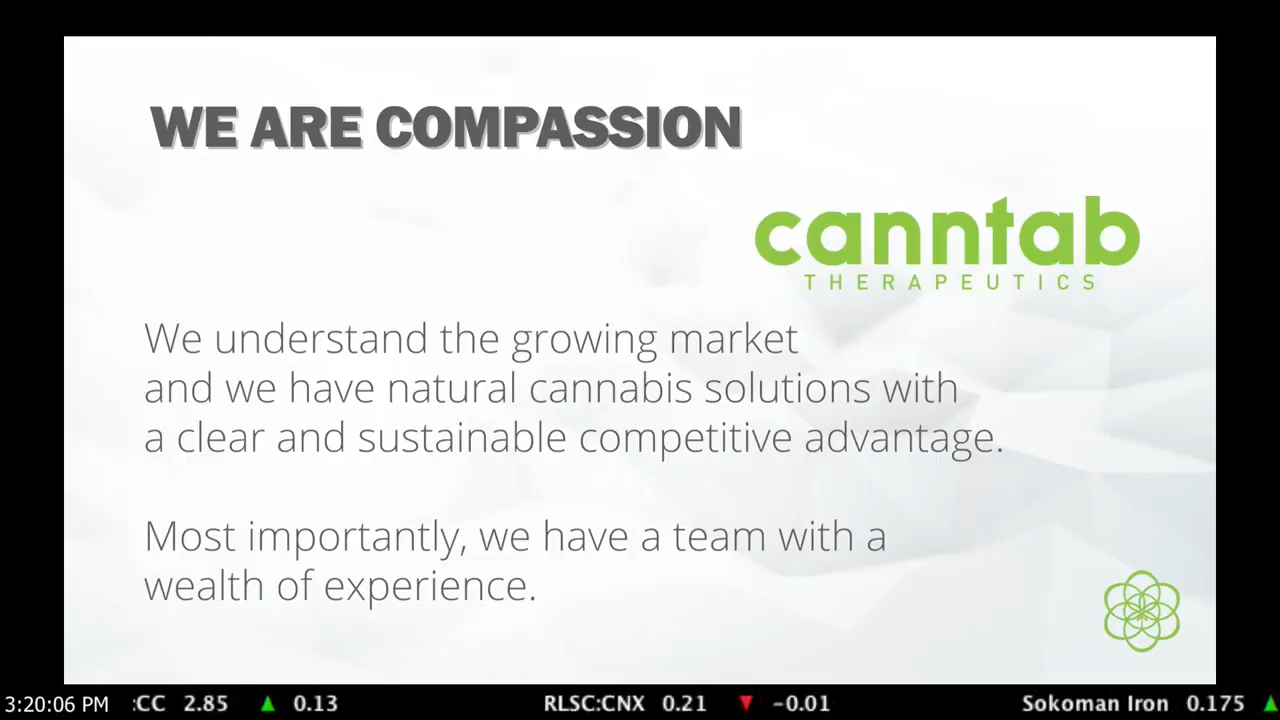 WE ARE COMPASSION
canntab
THERAPEUTICS
We understand the growing market
and we have natural cannabis solutions with
a clear and sustainable competitive advantage.
Most importantly, we have a team with a
wealth of experience.
3:20:06 PM :CC 2.85 ▲ 0.13 RLSC:CNX 0.21 ▼ -0.01 Sokoman Iron 0.175 ▲